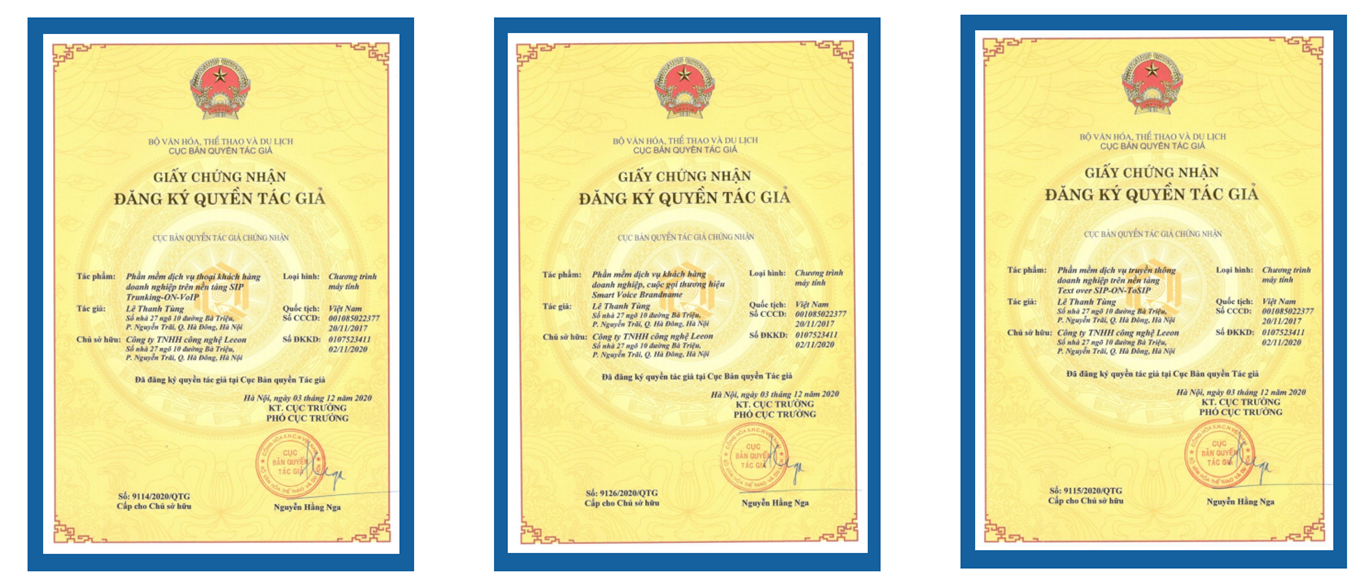 BỘ VĂN HÓA, THỂ THAO VÀ DU LỊCH
CỤC BẢN QUYỀN TÁC GIẢ
GIẤY CHỨNG NHẬN
ĐĂNG KÝ QUYỀN TÁC GIẢ
CỤC BẢN QUYỀN TÁC GIẢ CHỨNG NHẬN
Tác phẩm: Phần mềm dịch vụ thoại khách hàng Loại hình: Chương trình
doanh nghiệp trên nền tảng SIP máy tính
Trunking-ON-VoIP
Tác giả: Lê Thanh Tùng Quốc tịch: Việt Nam
Số nhà 27 ngõ 10 đường Bà Triệu, Số CCCD: 001085022377
P. Nguyễn Trãi, Q. Hà Đông, Hà Nội 20/11/2017
Chủ sở hữu: Công ty TNHH công nghệ Leeon Số ĐKKD: 0107523411
Số nhà 27 ngõ 10 đường Bà Triệu, 02/11/2020
P. Nguyễn Trãi, Q. Hà Đông, Hà Nội
Đã đăng ký quyền tác giả tại Cục Bản quyền Tác giả
Hà Nội, ngày 03 tháng 12 năm 2020
KT. CỤC TRƯỞNG
PHÓ CỤC TRƯỞNG
CỤC
BẢN QUYỀN
TÁC GIẢ
Số: 9114/2020/QTG
Cấp cho Chủ sở hữu
Nguyễn Hằng Nga
BỘ VĂN HÓA, THỂ THAO VÀ DU LỊCH
CỤC BẢN QUYỀN TÁC GIẢ
GIẤY CHỨNG NHẬN
ĐĂNG KÝ QUYỀN TÁC GIẢ
CỤC BẢN QUYỀN TÁC GIẢ CHỨNG NHẬN
Tác phẩm: Phần mềm dịch vụ khách hàng Loại hình: Chương trình
doanh nghiệp, cuộc gọi thương hiệu máy tính
Smart Voice Brandname
Tác giả: Lê Thanh Tùng Quốc tịch: Việt Nam
Số nhà 27 ngõ 10 đường Bà Triệu, Số CCCD: 001085022377
P. Nguyễn Trãi, Q. Hà Đông, Hà Nội 20/11/2017
Chủ sở hữu: Công ty TNHH công nghệ Leeon Số ĐKKD: 0107523411
Số nhà 27 ngõ 10 đường Bà Triệu, 02/11/2020
P. Nguyễn Trãi, Q. Hà Đông, Hà Nội
Đã đăng ký quyền tác giả tại Cục Bản quyền Tác giả
Hà Nội, ngày 03 tháng 12 năm 2020
KT. CỤC TRƯỞNG
PHÓ CỤC TRƯỞNG
CỤC
BẢN QUYỀN
TÁC GIẢ
Số: 9126/2020/QTG
Cấp cho Chủ sở hữu
Nguyễn Hằng Nga
BỘ VĂN HÓA, THỂ THAO VÀ DU LỊCH
CỤC BẢN QUYỀN TÁC GIẢ
GIẤY CHỨNG NHẬN
ĐĂNG KÝ QUYỀN TÁC GIẢ
CỤC BẢN QUYỀN TÁC GIẢ CHỨNG NHẬN
Tác phẩm: Phần mềm dịch vụ truyền thông Loại hình: Chương trình
doanh nghiệp trên nền tảng máy tính
Text over SIP-ON-ToSIP
Tác giả: Lê Thanh Tùng Quốc tịch: Việt Nam
Số nhà 27 ngõ 10 đường Bà Triệu, Số CCCD: 001085022377
P. Nguyễn Trãi, Q. Hà Đông, Hà Nội 20/11/2017
Chủ sở hữu: Công ty TNHH công nghệ Leeon Số ĐKKD: 0107523411
Số nhà 27 ngõ 10 đường Bà Triệu, 02/11/2020
P. Nguyễn Trãi, Q. Hà Đông, Hà Nội
Đã đăng ký quyền tác giả tại Cục Bản quyền Tác giả
Hà Nội, ngày 03 tháng 12 năm 2020
KT. CỤC TRƯỞNG
PHÓ CỤC TRƯỞNG
CỤC
BẢN QUYỀN
TÁC GIẢ
Số: 9115/2020/QTG
Cấp cho Chủ sở hữu
Nguyễn Hằng Nga